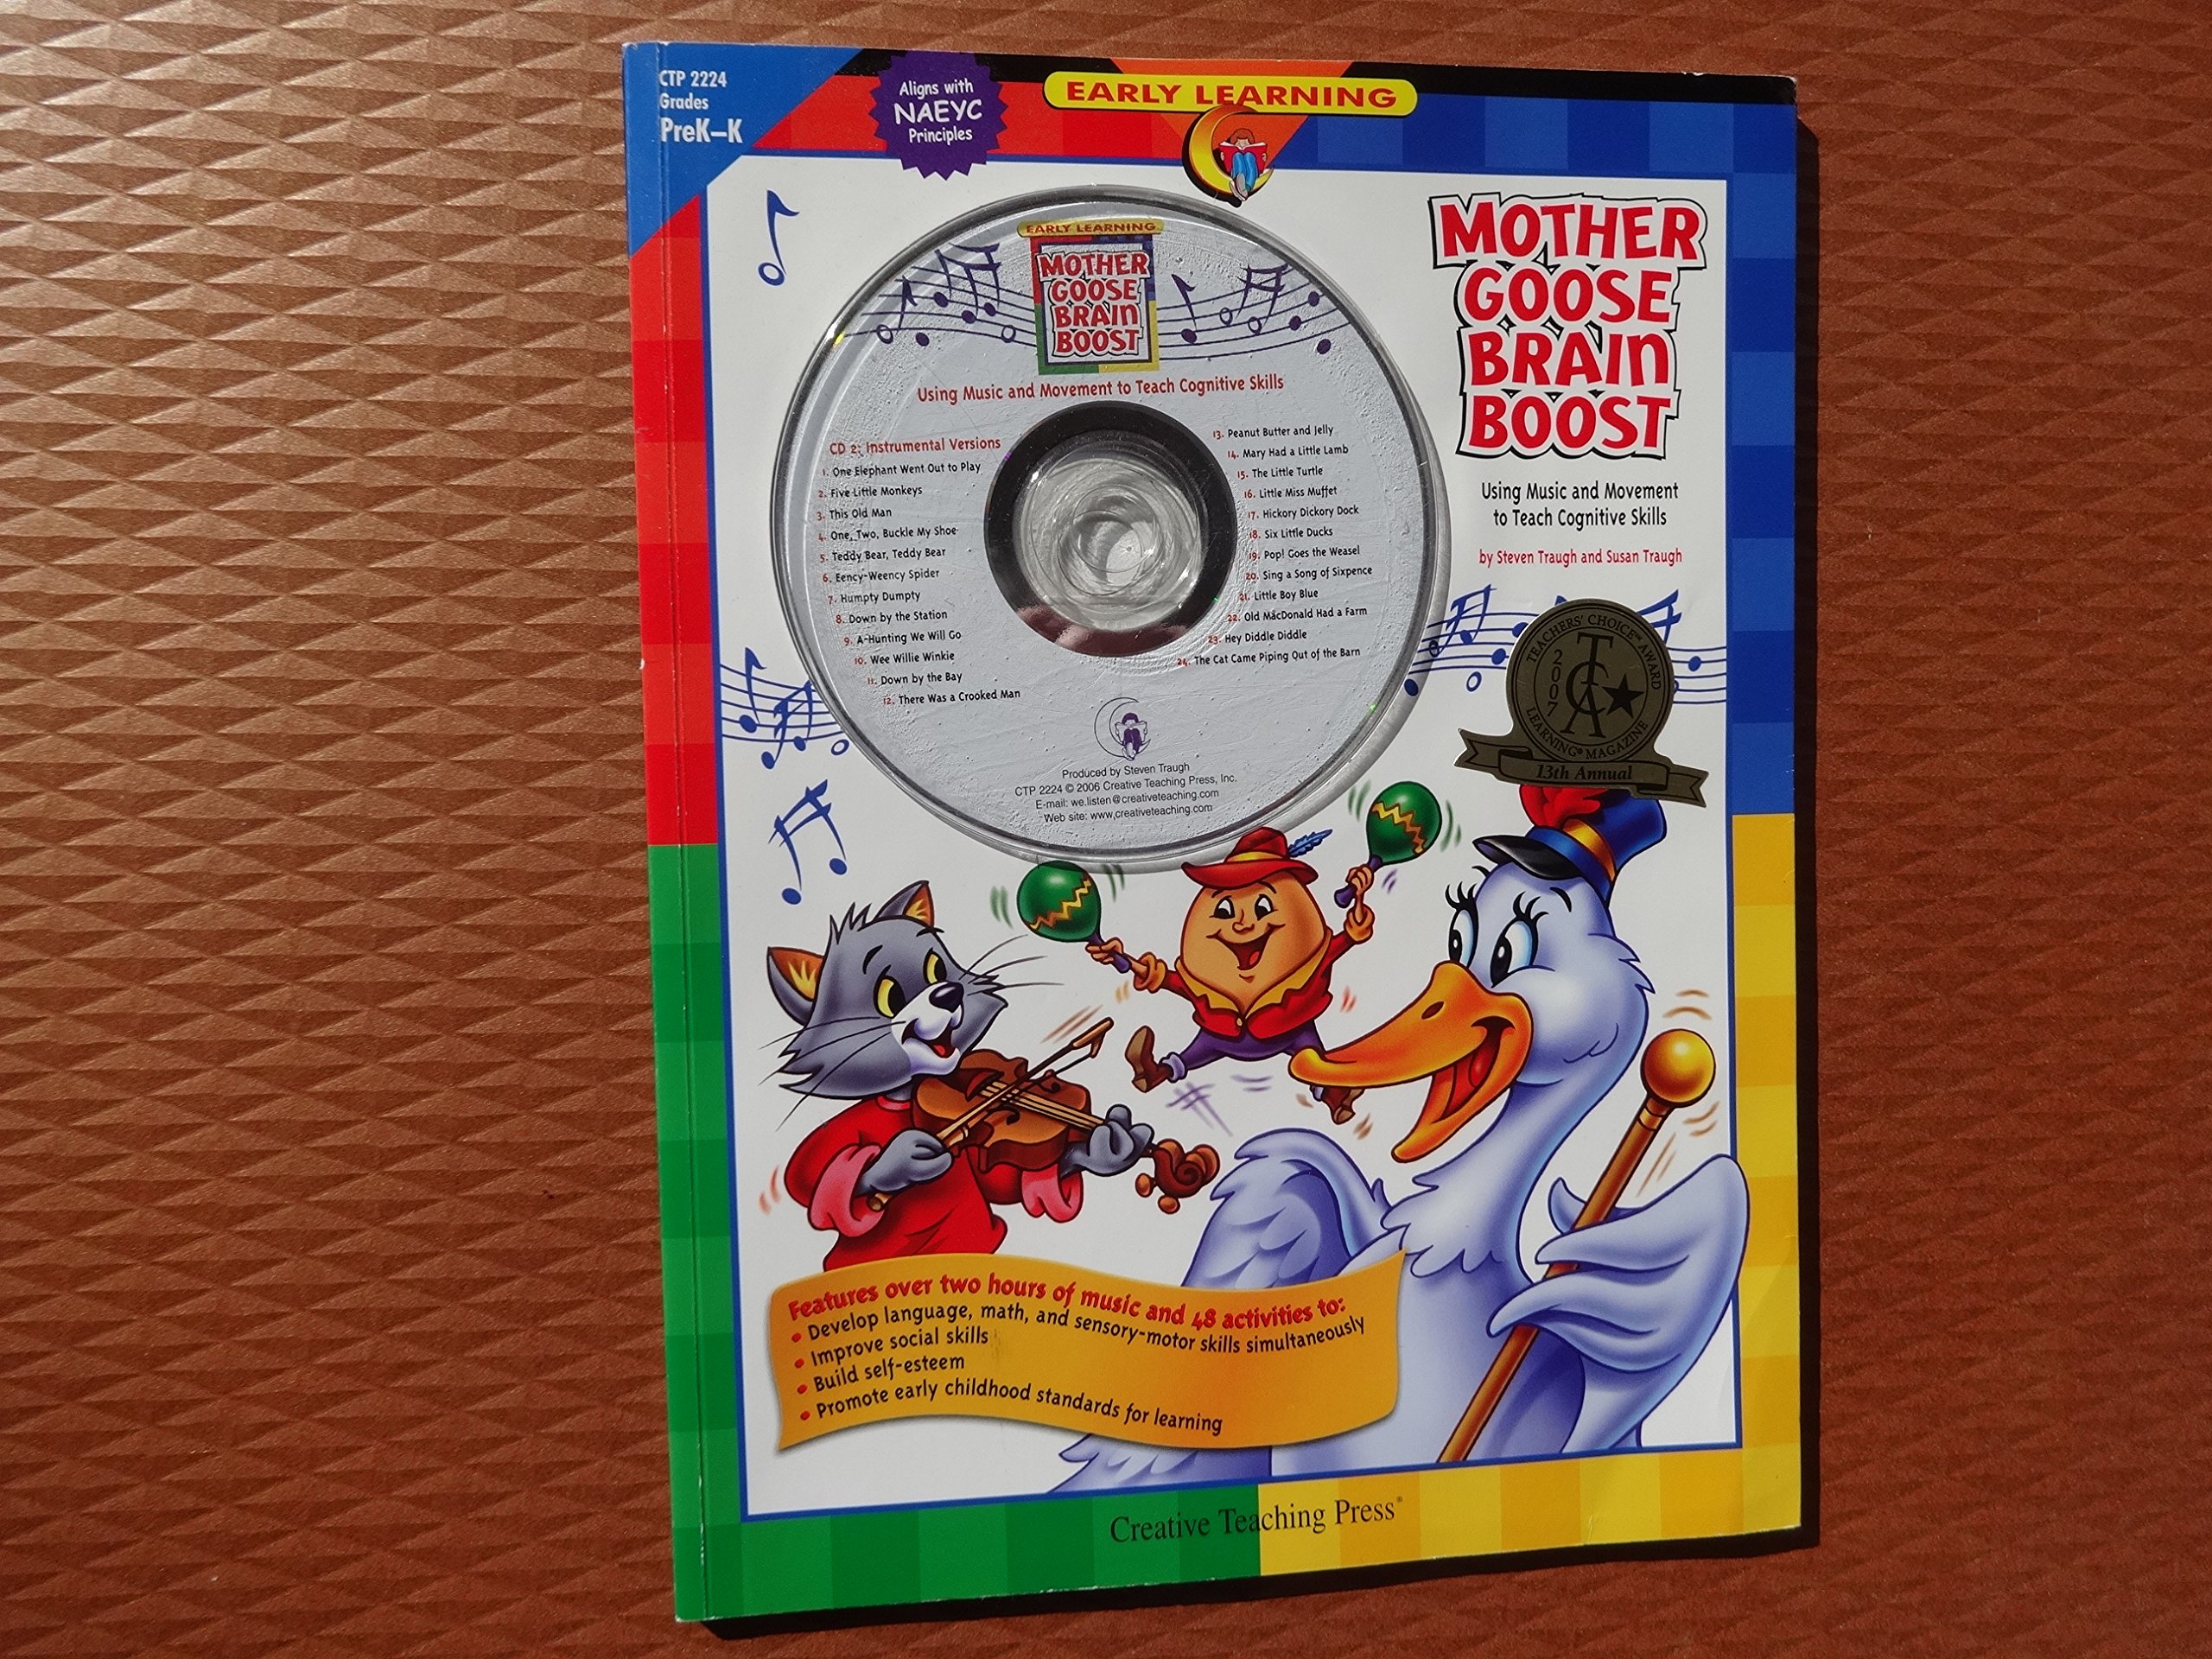 CTP 2224
Grades
PreK–K
Aligns with
NAEYC
Principles
EARLY LEARNING
MOTHER
GOOSE
BRAIN
BOOST
Using Music and Movement
to Teach Cognitive Skills
by Steven Traugh and Susan Traugh
TEACHERS' CHOICE™ AWARD
2007
TCA
LEARNING® MAGAZINE
13th Annual
EARLY LEARNING
MOTHER
GOOSE
BRAIN
BOOST
Using Music and Movement to Teach Cognitive Skills
CD 2: Instrumental Versions
1. One Elephant Went Out to Play
2. Five Little Monkeys
3. This Old Man
4. One, Two, Buckle My Shoe
5. Teddy Bear, Teddy Bear
6. Eency-Weency Spider
7. Humpty Dumpty
8. Down by the Station
9. A-Hunting We Will Go
10. Wee Willie Winkie
11. Down by the Bay
12. There Was a Crooked Man
13. Peanut Butter and Jelly
14. Mary Had a Little Lamb
15. The Little Turtle
16. Little Miss Muffet
17. Hickory Dickory Dock
18. Six Little Ducks
19. Pop! Goes the Weasel
20. Sing a Song of Sixpence
21. Little Boy Blue
22. Old MacDonald Had a Farm
23. Hey Diddle Diddle
24. The Cat Came Piping Out of the Barn
Produced by Steven Traugh
CTP 2224 © 2006 Creative Teaching Press, Inc.
E-mail: we.listen@creativeteaching.com
Web site: www.creativeteaching.com
Features over two hours of music and 48 activities to:
• Develop language, math, and sensory-motor skills simultaneously
• Improve social skills
• Build self-esteem
• Promote early childhood standards for learning
Creative Teaching Press®